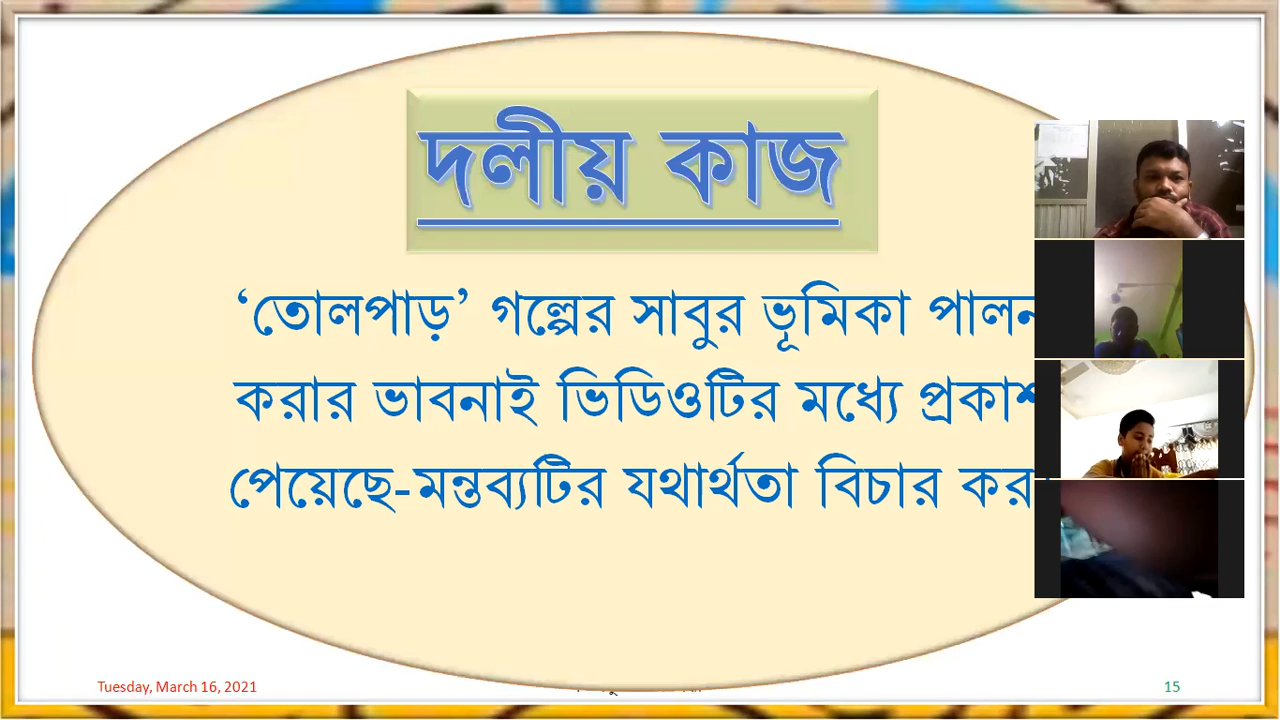 দলীয় কাজ
‘তোলপাড়’ গল্পের সাবুর ভূমিকা পালন
করার ভাবনাই ভিডিওটির মধ্যে প্রকাশ
পেয়েছে-মন্তব্যটির যথার্থতা বিচার কর
Tuesday, March 16, 2021
15